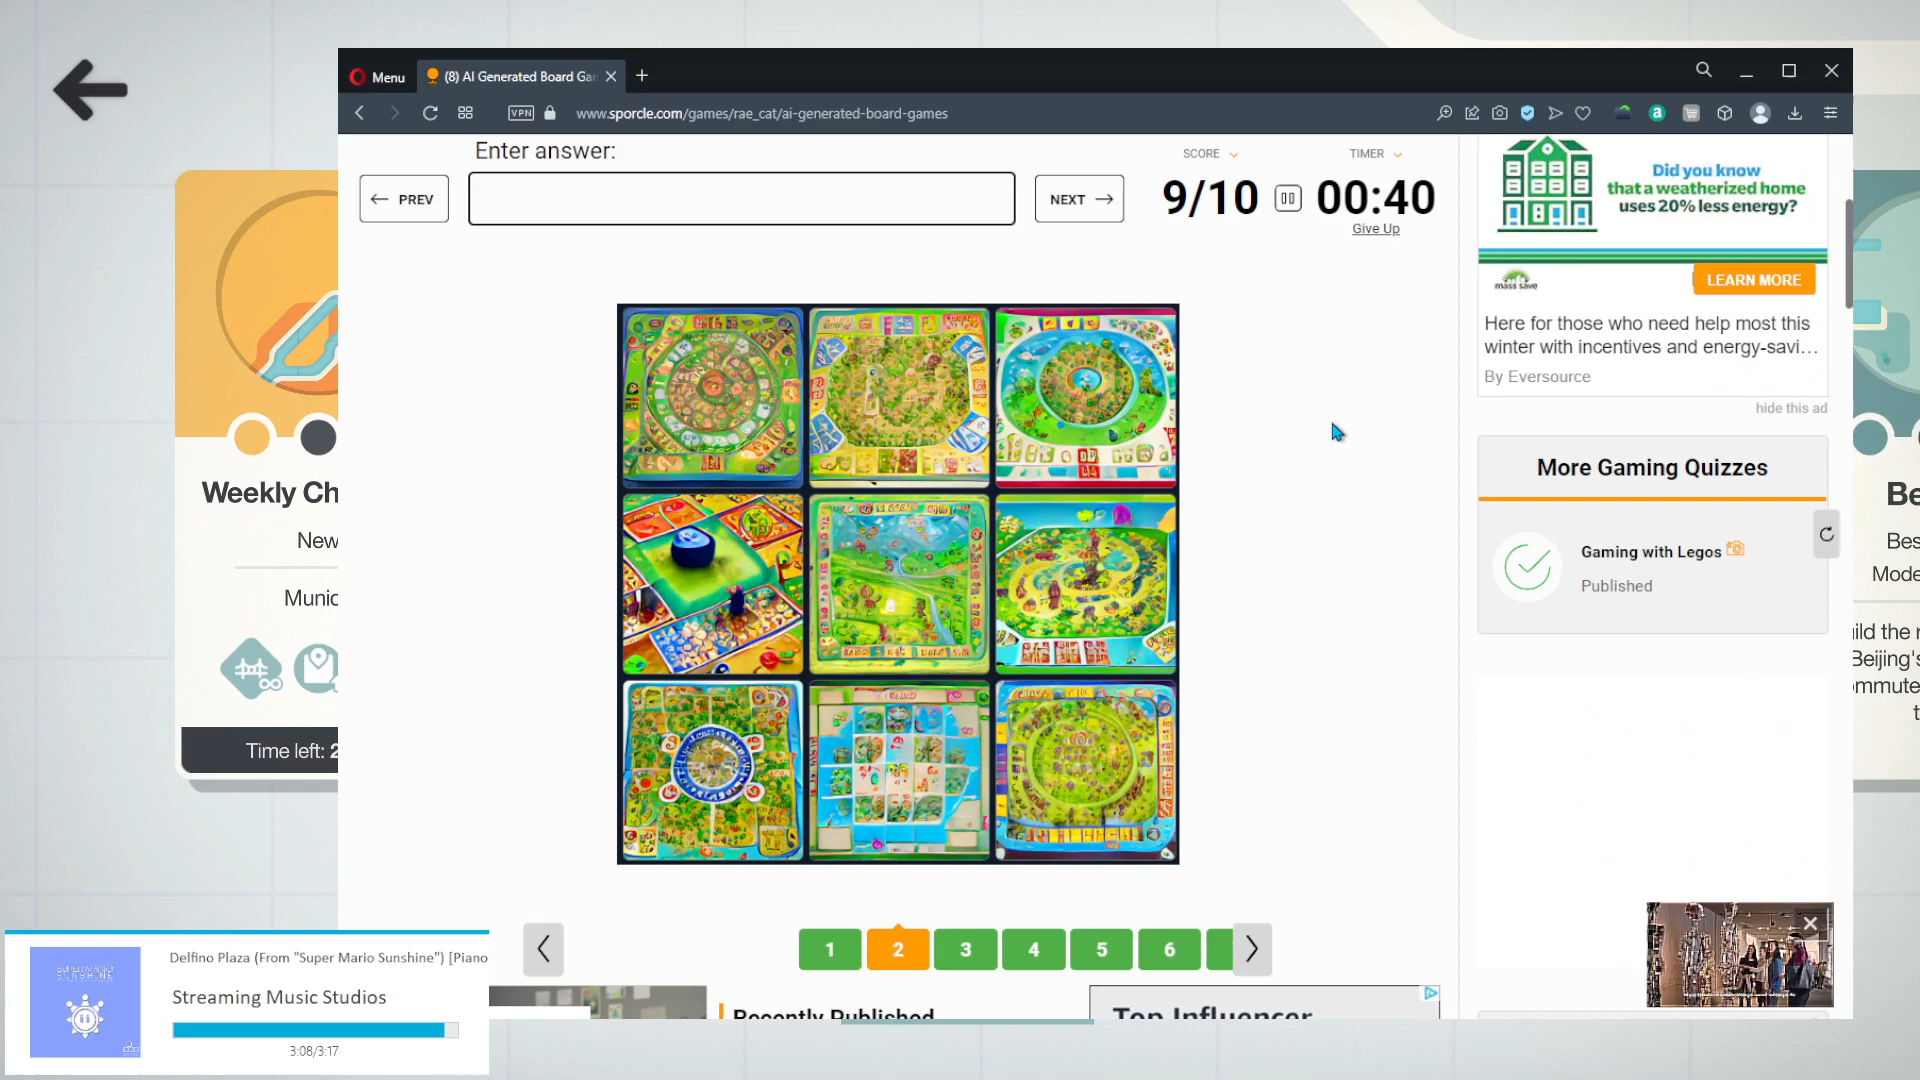 Menu
(8) AI Generated Board Gar
VPN
www.sporcle.com/games/rae_cat/ai-generated-board-games
Enter answer:
PREV
NEXT
SCORE
9/10
TIMER
00:40
Give Up
Did you know
that a weatherized home
uses 20% less energy?
mass save
LEARN MORE
Here for those who need help most this
winter with incentives and energy-savi...
By Eversource
hide this ad
More Gaming Quizzes
Gaming with Legos
Published
1
2
3
4
5
6
Recently Published
Top Influencer
Weekly Ch
New
Munic
Time left: 2
Be
Bes
Mode
ild the r
Beijing's
ommute
t
Delfino Plaza (From "Super Mario Sunshine") [Piano
Streaming Music Studios
3:08/3:17